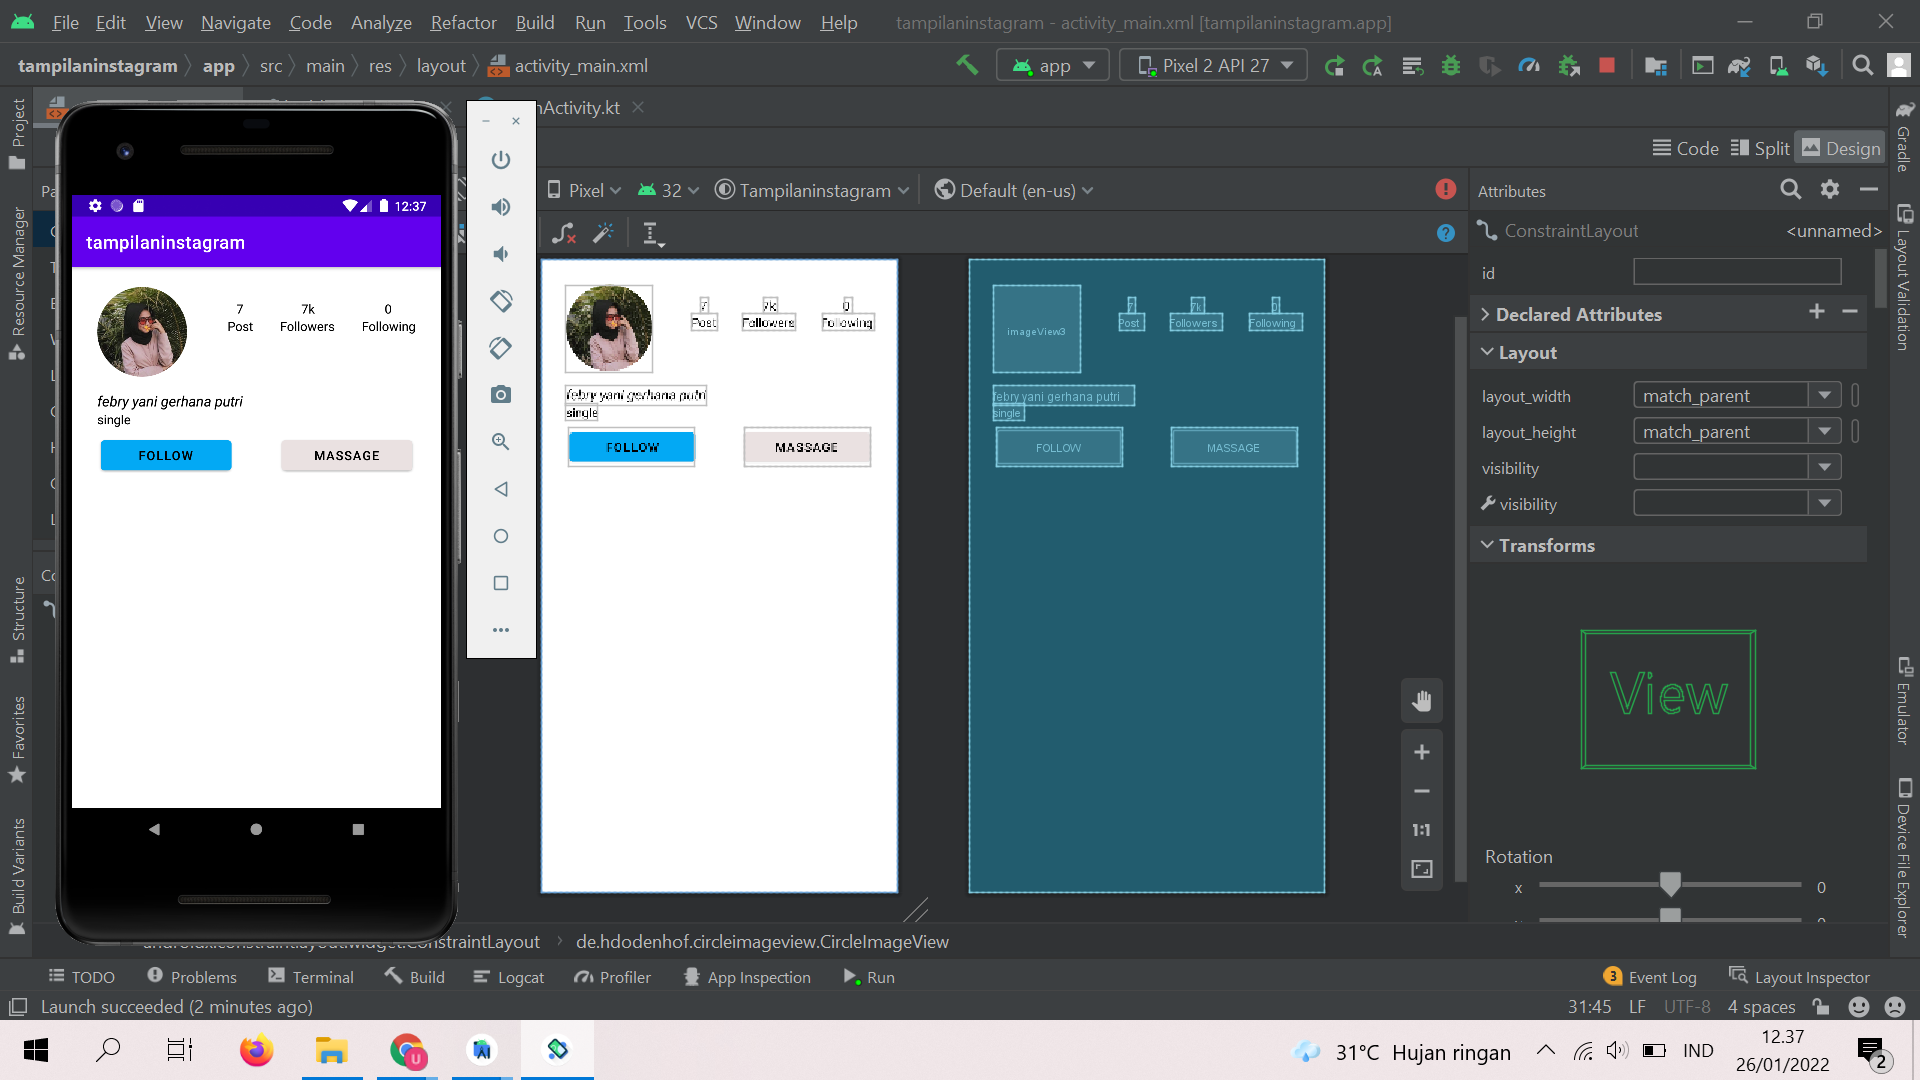 File Edit View Navigate Code Analyze Refactor Build Run Tools VCS Window Help tampilaninstagram - activity_main.xml [tampilaninstagram.app]
tampilaninstagram app src main res layout activity_main.xml app Pixel 2 API 27
nActivity.kt
Code Split Design
Pixel 32 Tampilaninstagram Default (en-us)
Attributes
ConstraintLayout <unnamed>
id
Declared Attributes
Layout
layout_width match_parent
layout_height match_parent
visibility
visibility
Transforms
View
Rotation
x 0
Project
Resource Manager
Structure
Favorites
Build Variants
Gradle
Layout Validation
Emulator
Device File Explorer
12:37
tampilaninstagram
7 7k 0
Post Followers Following
febry yani gerhana putri
single
FOLLOW MASSAGE
7 7k 0
Post Followers Following
febry yani gerhana putri
single
FOLLOW MASSAGE
imageView3
7 7k 0
Post Followers Following
febry yani gerhana putri
single
FOLLOW MASSAGE
1:1
androidx.constraintlayout.widget.ConstraintLayout de.hdodenhof.circleimageview.CircleImageView
TODO Problems Terminal Build Logcat Profiler App Inspection Run 3 Event Log Layout Inspector
Launch succeeded (2 minutes ago) 31:45 LF UTF-8 4 spaces
31°C Hujan ringan IND 12.37
26/01/2022 2